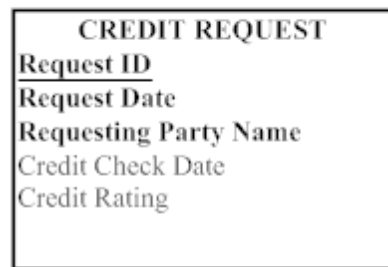 CREDIT REQUEST
Request ID
Request Date
Requesting Party Name
Credit Check Date
Credit Rating